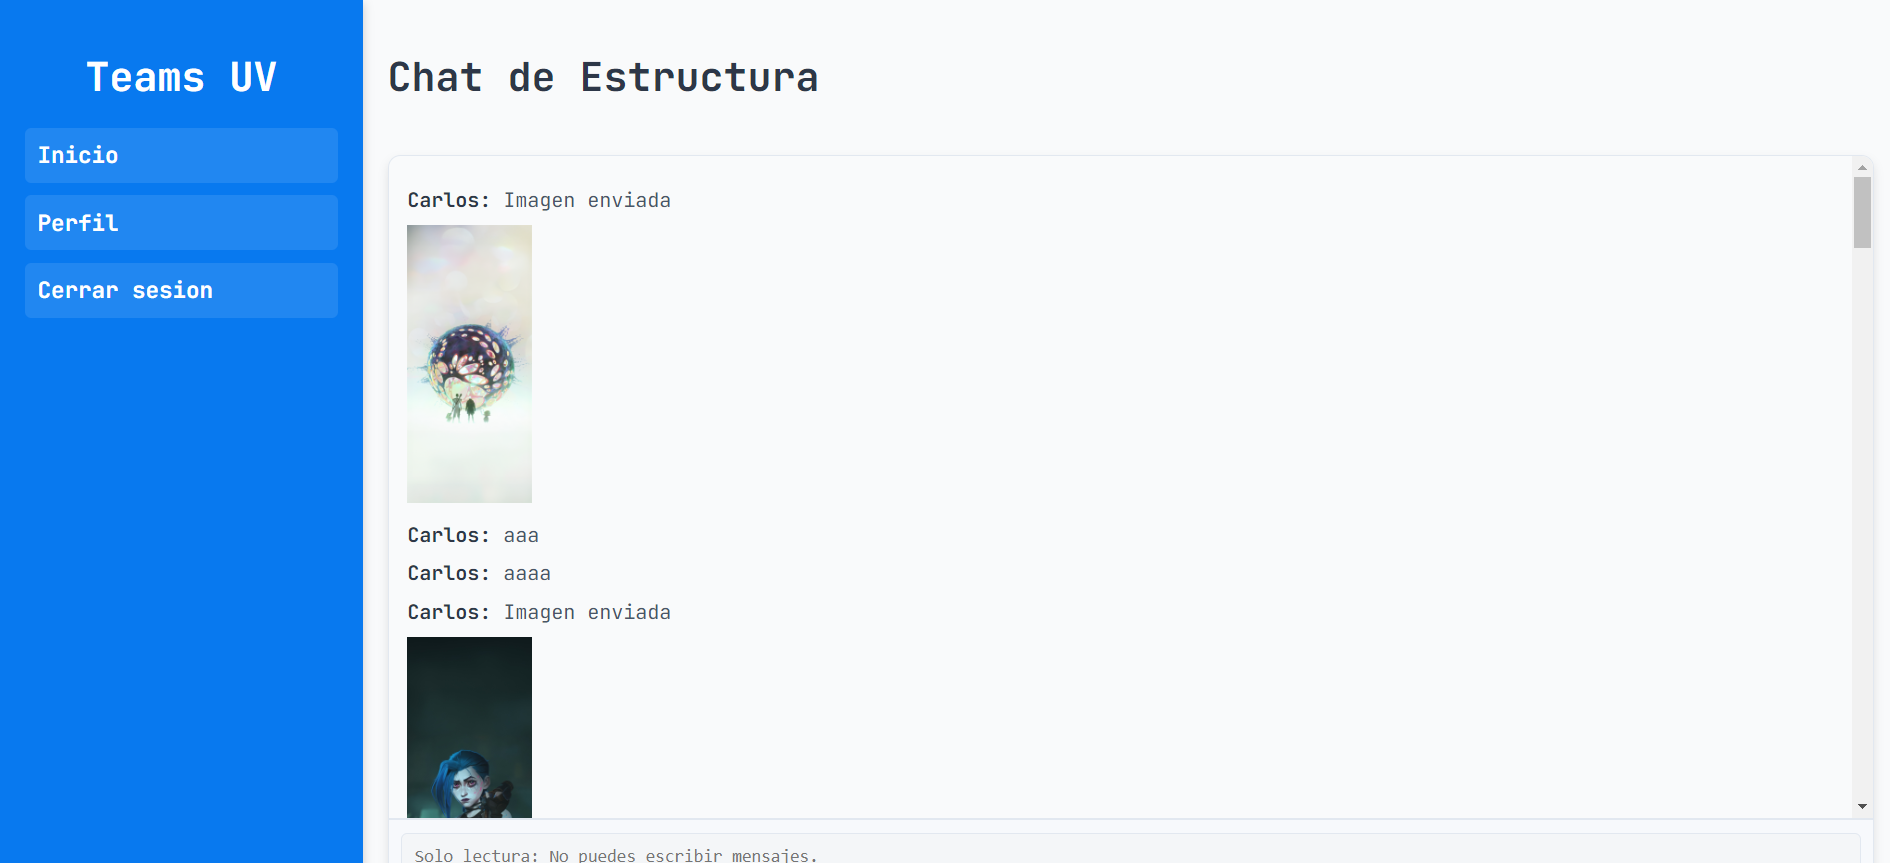 Teams UV
Inicio
Perfil
Cerrar sesion
Chat de Estructura
Carlos: Imagen enviada
Carlos: aaa
Carlos: aaaa
Carlos: Imagen enviada
Solo lectura: No puedes escribir mensajes.